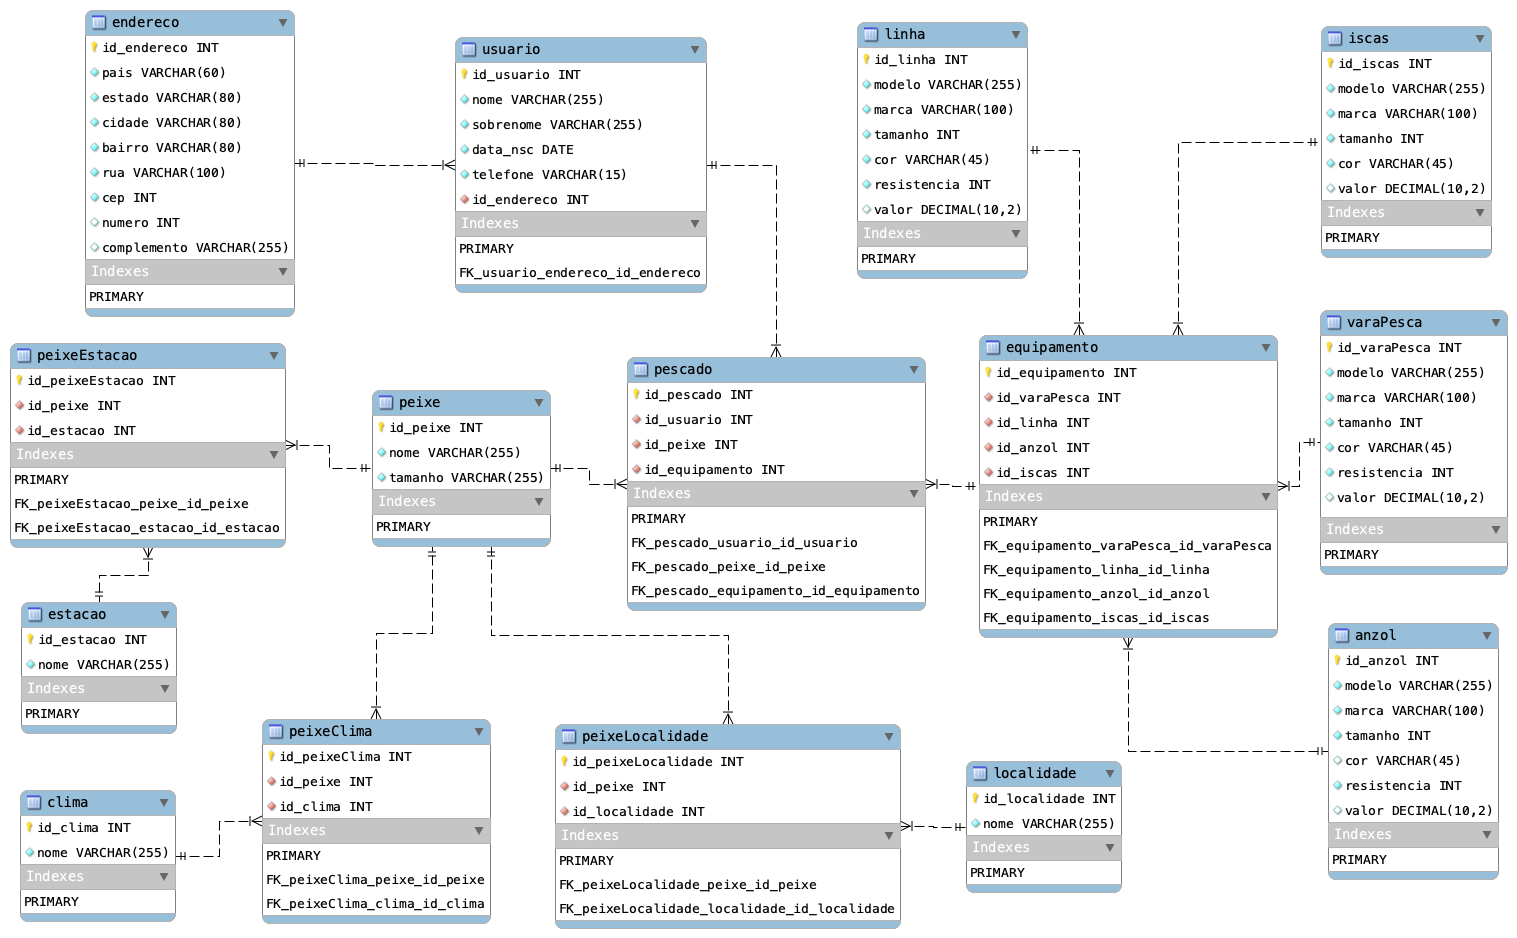 endereco
id_endereco INT
pais VARCHAR(60)
estado VARCHAR(80)
cidade VARCHAR(80)
bairro VARCHAR(80)
rua VARCHAR(100)
cep INT
numero INT
complemento VARCHAR(255)
Indexes
PRIMARY
usuario
id_usuario INT
nome VARCHAR(255)
sobrenome VARCHAR(255)
data_nsc DATE
telefone VARCHAR(15)
id_endereco INT
Indexes
PRIMARY
FK_usuario_endereco_id_endereco
linha
id_linha INT
modelo VARCHAR(255)
marca VARCHAR(100)
tamanho INT
cor VARCHAR(45)
resistencia INT
valor DECIMAL(10,2)
Indexes
PRIMARY
iscas
id_iscas INT
modelo VARCHAR(255)
marca VARCHAR(100)
tamanho INT
cor VARCHAR(45)
valor DECIMAL(10,2)
Indexes
PRIMARY
peixeEstacao
id_peixeEstacao INT
id_peixe INT
id_estacao INT
Indexes
PRIMARY
FK_peixeEstacao_peixe_id_peixe
FK_peixeEstacao_estacao_id_estacao
peixe
id_peixe INT
nome VARCHAR(255)
tamanho VARCHAR(255)
Indexes
PRIMARY
pescado
id_pescado INT
id_usuario INT
id_peixe INT
id_equipamento INT
Indexes
PRIMARY
FK_pescado_usuario_id_usuario
FK_pescado_peixe_id_peixe
FK_pescado_equipamento_id_equipamento
equipamento
id_equipamento INT
id_varaPesca INT
id_linha INT
id_anzol INT
id_iscas INT
Indexes
PRIMARY
FK_equipamento_varaPesca_id_varaPesca
FK_equipamento_linha_id_linha
FK_equipamento_anzol_id_anzol
FK_equipamento_iscas_id_iscas
varaPesca
id_varaPesca INT
modelo VARCHAR(255)
marca VARCHAR(100)
tamanho INT
cor VARCHAR(45)
resistencia INT
valor DECIMAL(10,2)
Indexes
PRIMARY
estacao
id_estacao INT
nome VARCHAR(255)
Indexes
PRIMARY
anzol
id_anzol INT
modelo VARCHAR(255)
marca VARCHAR(100)
tamanho INT
cor VARCHAR(45)
resistencia INT
valor DECIMAL(10,2)
Indexes
PRIMARY
clima
id_clima INT
nome VARCHAR(255)
Indexes
PRIMARY
peixeClima
id_peixeClima INT
id_peixe INT
id_clima INT
Indexes
PRIMARY
FK_peixeClima_peixe_id_peixe
FK_peixeClima_clima_id_clima
peixeLocalidade
id_peixeLocalidade INT
id_peixe INT
id_localidade INT
Indexes
PRIMARY
FK_peixeLocalidade_peixe_id_peixe
FK_peixeLocalidade_localidade_id_localidade
localidade
id_localidade INT
nome VARCHAR(255)
Indexes
PRIMARY